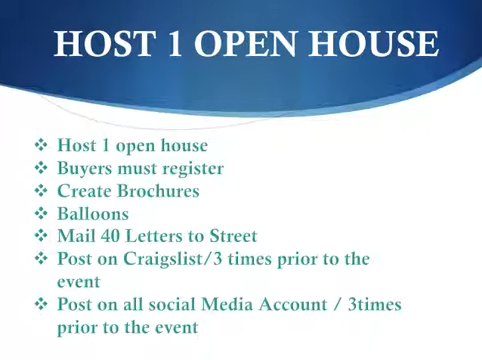 HOST 1 OPEN HOUSE
❖ Host 1 open house
❖ Buyers must register
❖ Create Brochures
❖ Balloons
❖ Mail 40 Letters to Street
❖ Post on Craigslist/3 times prior to the
event
❖ Post on all social Media Account / 3times
prior to the event